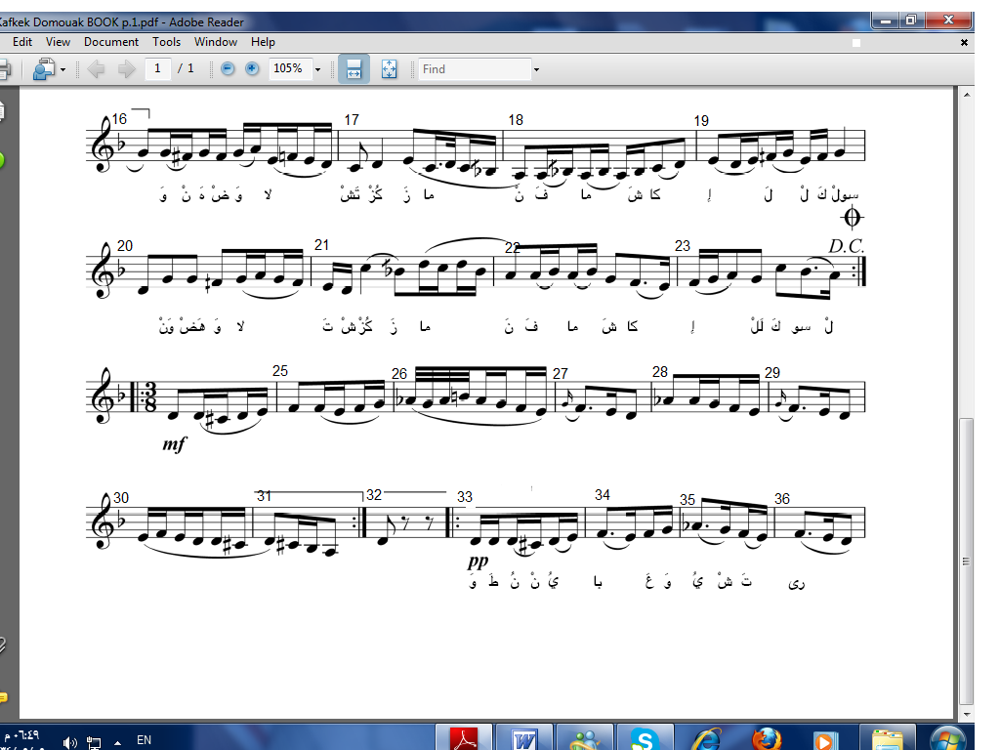 Kafkek Domouak BOOK p.1.pdf - Adobe Reader
Edit View Document Tools Window Help
1 / 1 105% Find
16 17 18 19
وَ نْ هَ ضْ وَ لا تَشْ كُزْ زَ ما نْ فَ ما شَ كا إ لَ لْ كَ سولْ
D.C.
20 21 22 23
وَنْ هَضْ وَ لا تَ شْ كُزْ زَ ما نَ فَ ما شَ كا إ لَلْ كَ سو لْ
25 26 27 28 29
3
8
mf
30 31 32 33 34 35 36
pp
وَ طَ نُ نْ يُ با عَ وَ يُ شْ تَ رى
٠٦:٤٩ م
EN